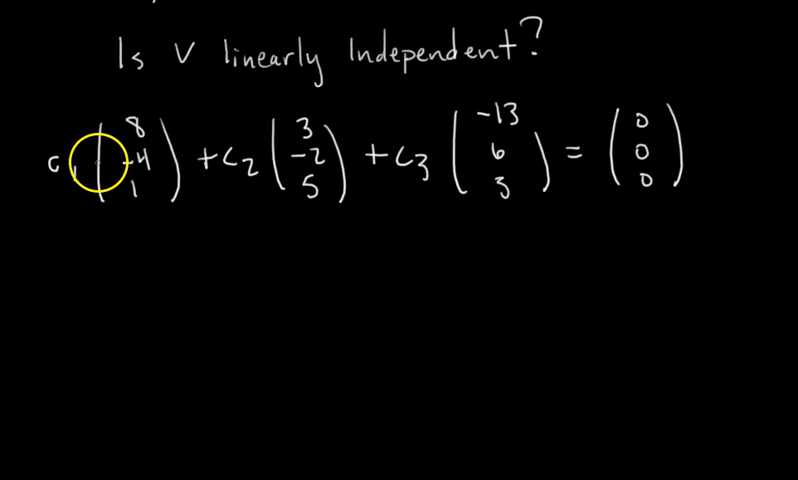 Is V linearly Independent?
c₁ ( 8 -4 1 ) + c₂ ( 3 -2 5 ) + c₃ ( -13 6 3 ) = ( 0 0 0 )